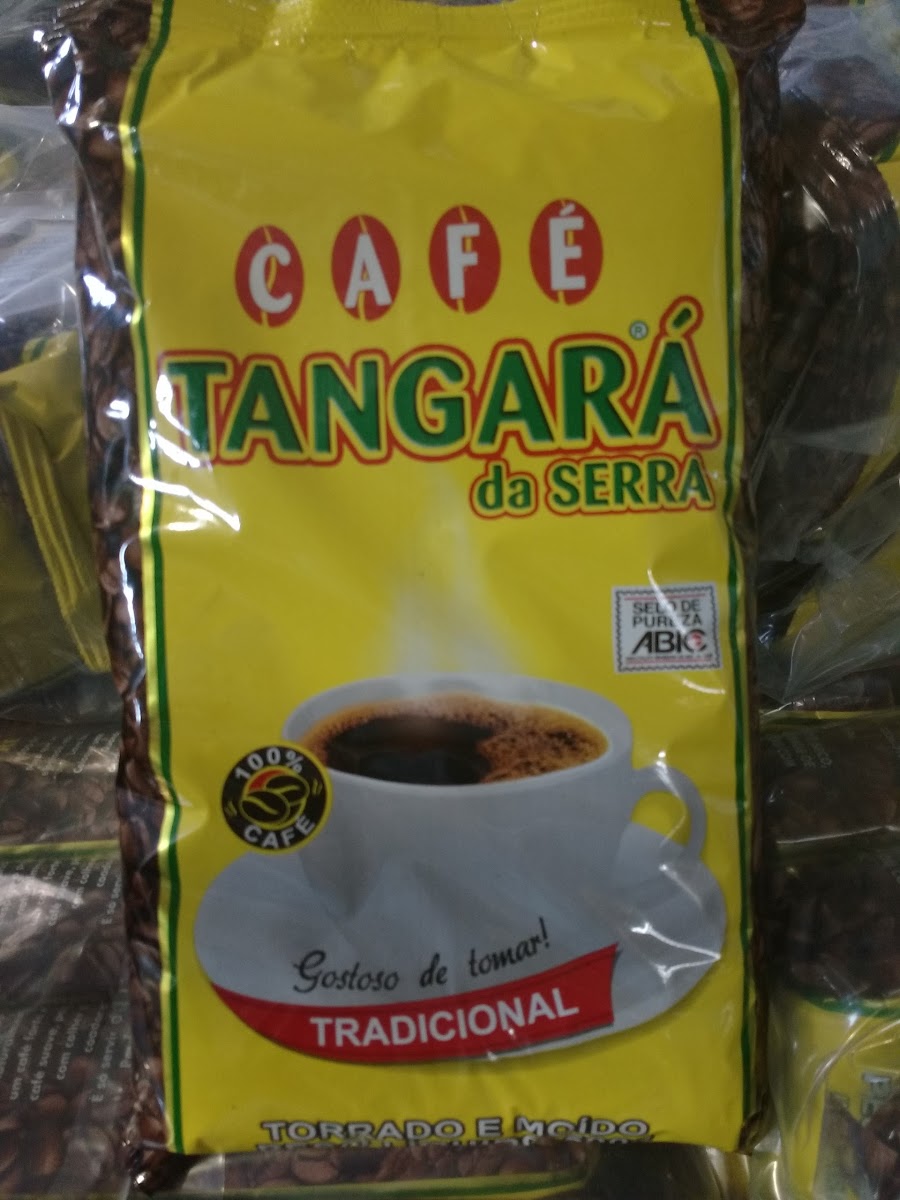 CAFÉ
TANGARÁ®
da SERRA
SELO DE
PUREZA
ABIC
100%
CAFÉ
Gostoso de tomar!
TRADICIONAL
TORRADO E MOÍDO